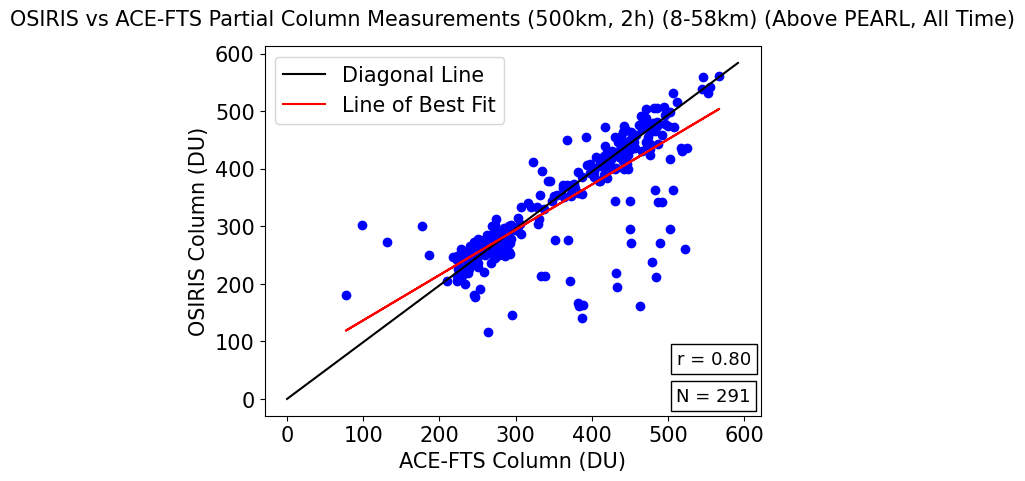 OSIRIS vs ACE-FTS Partial Column Measurements (500km, 2h) (8-58km) (Above PEARL, All Time)
600
500
400
300
200
100
0
OSIRIS Column (DU)
Diagonal Line
Line of Best Fit
r = 0.80
N = 291
0 100 200 300 400 500 600
ACE-FTS Column (DU)